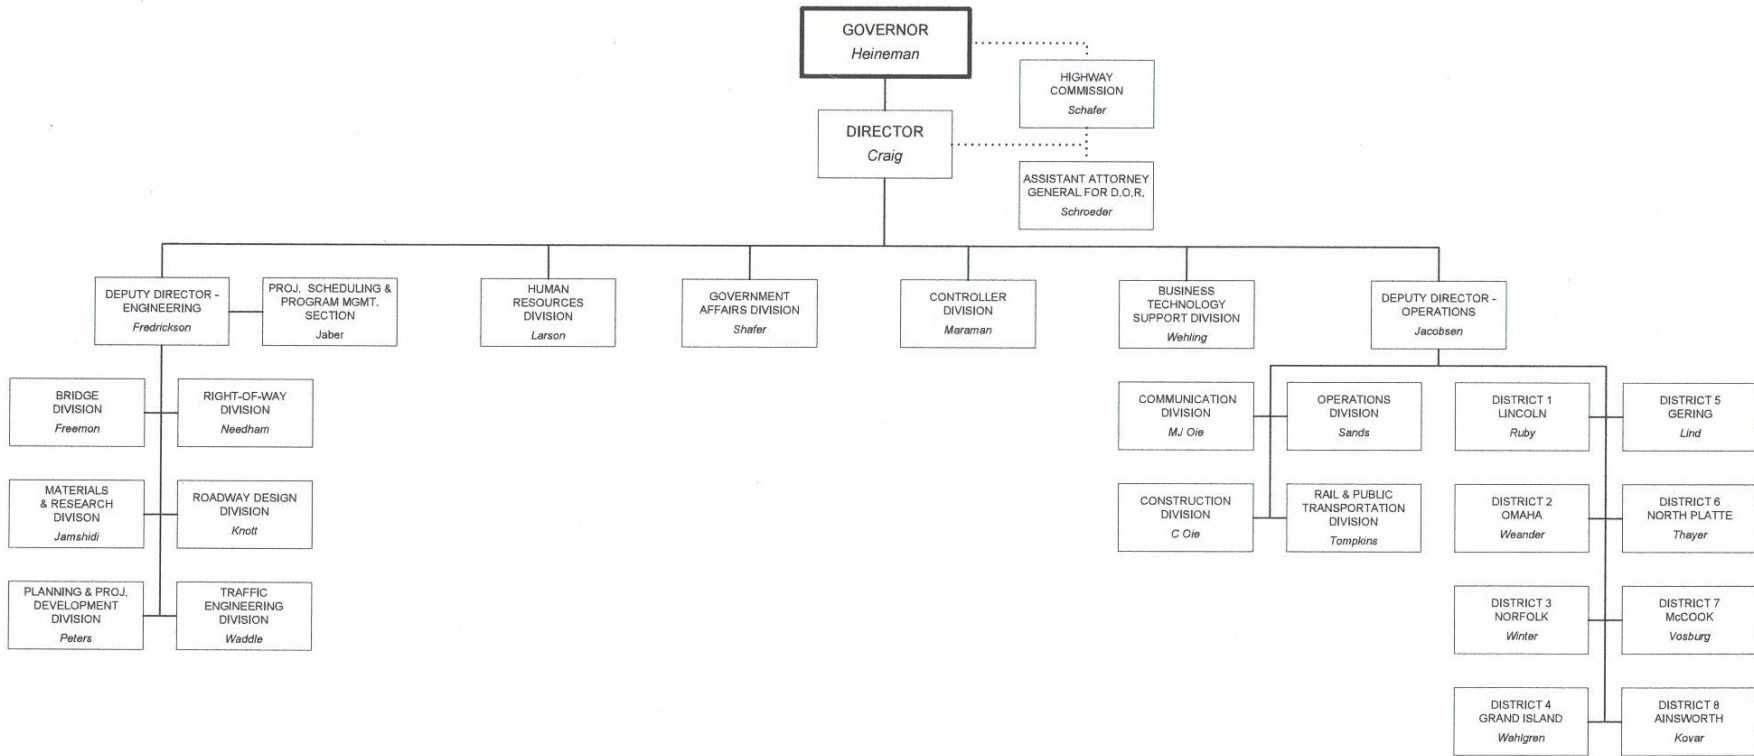 GOVERNOR
Heineman
HIGHWAY
COMMISSION
Schafer
DIRECTOR
Craig
ASSISTANT ATTORNEY
GENERAL FOR D.O.R.
Schroeder
DEPUTY DIRECTOR -
ENGINEERING
Fredrickson
PROJ. SCHEDULING &
PROGRAM MGMT.
SECTION
Jaber
HUMAN
RESOURCES
DIVISION
Larson
GOVERNMENT
AFFAIRS DIVISION
Shafer
CONTROLLER
DIVISION
Maraman
BUSINESS
TECHNOLOGY
SUPPORT DIVISION
Wehling
DEPUTY DIRECTOR -
OPERATIONS
Jacobsen
BRIDGE
DIVISION
Freemon
RIGHT-OF-WAY
DIVISION
Needham
COMMUNICATION
DIVISION
MJ Oie
OPERATIONS
DIVISION
Sands
DISTRICT 1
LINCOLN
Ruby
DISTRICT 5
GERING
Lind
MATERIALS
& RESEARCH
DIVISON
Jamshidi
ROADWAY DESIGN
DIVISION
Knott
CONSTRUCTION
DIVISION
C Oie
RAIL & PUBLIC
TRANSPORTATION
DIVISION
Tompkins
DISTRICT 2
OMAHA
Weander
DISTRICT 6
NORTH PLATTE
Thayer
PLANNING & PROJ.
DEVELOPMENT
DIVISION
Peters
TRAFFIC
ENGINEERING
DIVISION
Waddle
DISTRICT 3
NORFOLK
Winter
DISTRICT 7
McCOOK
Vosburg
DISTRICT 4
GRAND ISLAND
Wahlgren
DISTRICT 8
AINSWORTH
Kovar